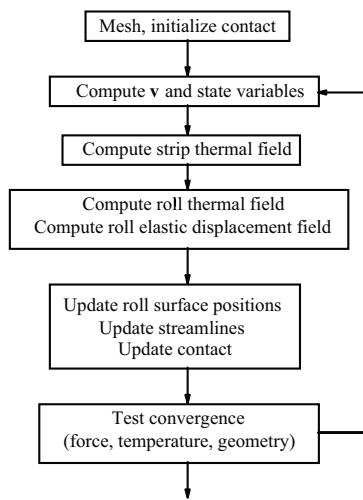 Mesh, initialize contact
Compute v and state variables
Compute strip thermal field
Compute roll thermal field
Compute roll elastic displacement field
Update roll surface positions
Update streamlines
Update contact
Test convergence
(force, temperature, geometry)